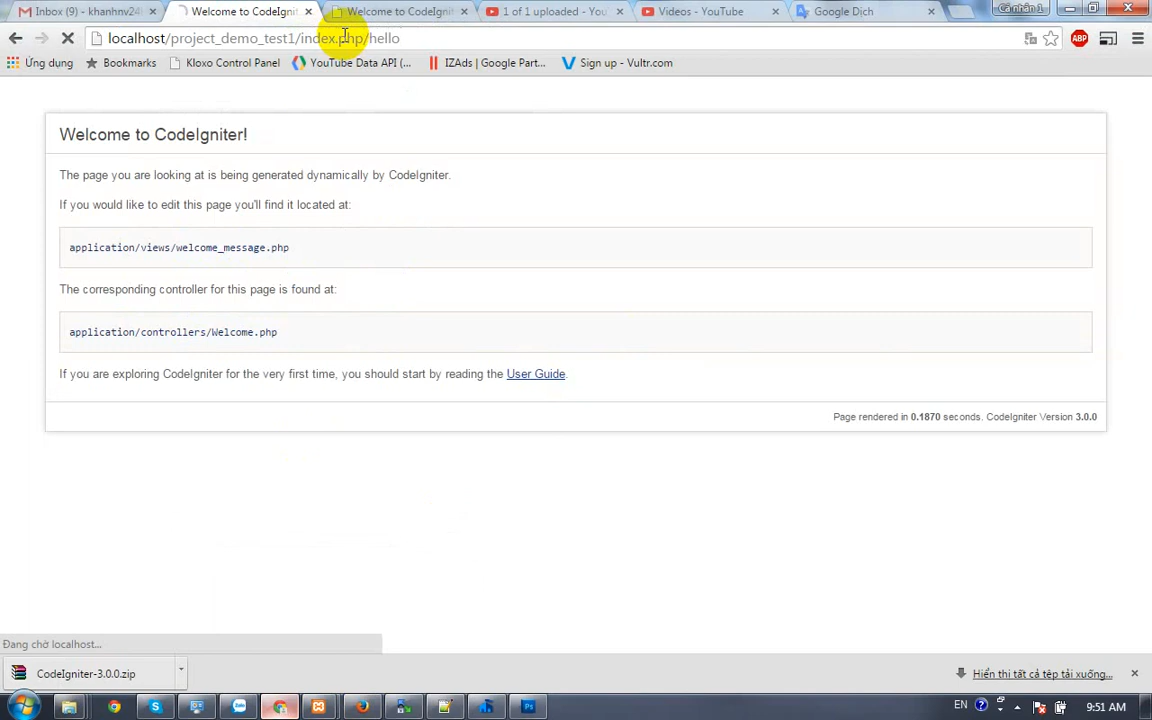 Inbox (9) - khanhnv24
Welcome to CodeIgnit
Welcome to CodeIgnit
1 of 1 uploaded - You
Videos - YouTube
Google Dịch
Cá nhân 1
localhost/project_demo_test1/index.php/hello
ABP
Ứng dụng
Bookmarks
Kloxo Control Panel
YouTube Data API (...
IZAds | Google Part...
Sign up - Vultr.com
Welcome to CodeIgniter!
The page you are looking at is being generated dynamically by CodeIgniter.
If you would like to edit this page you'll find it located at:
application/views/welcome_message.php
The corresponding controller for this page is found at:
application/controllers/Welcome.php
If you are exploring CodeIgniter for the very first time, you should start by reading the User Guide.
Page rendered in 0.1870 seconds. CodeIgniter Version 3.0.0
Đang chờ localhost...
CodeIgniter-3.0.0.zip
Hiển thị tất cả tệp tải xuống...
EN
9:51 AM